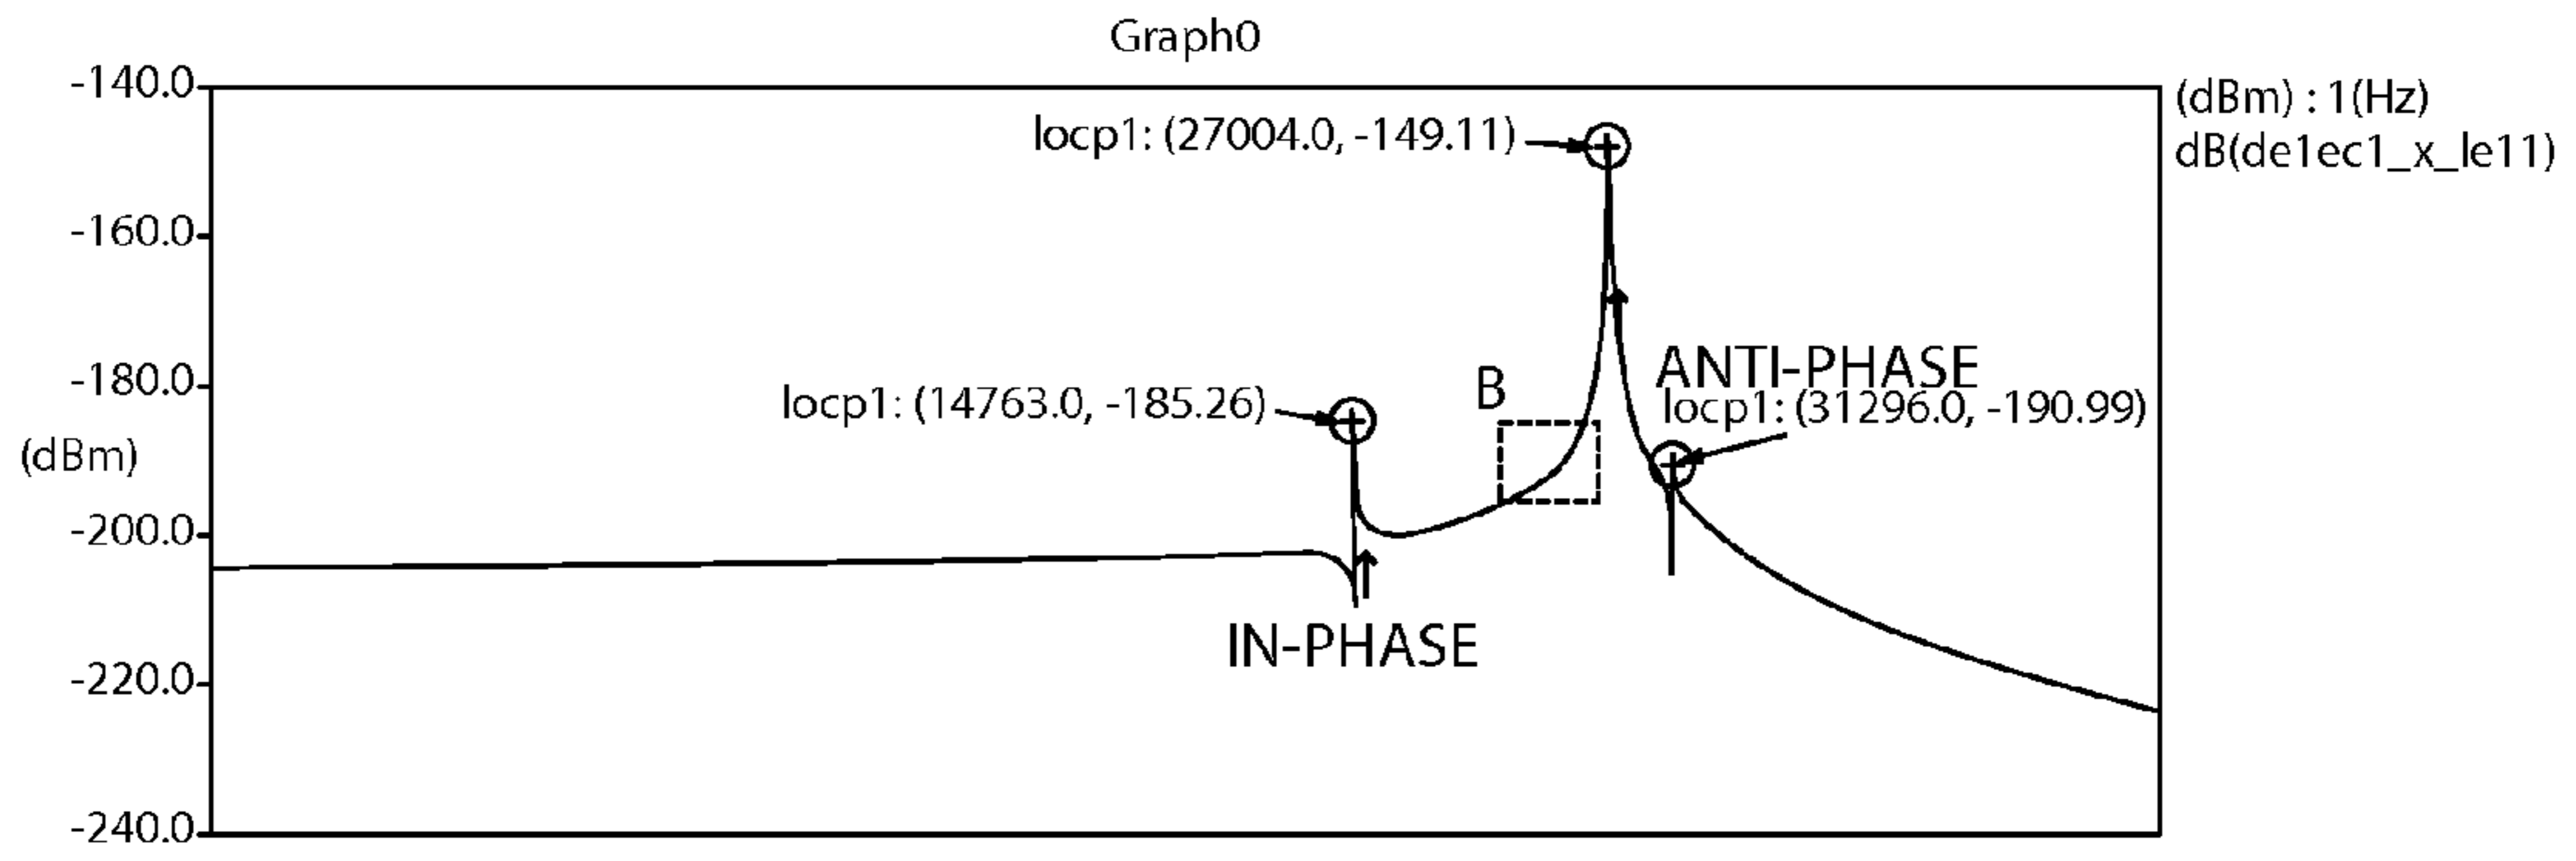 Graph0
-140.0
(dBm) : 1(Hz)
locp1: (27004.0, -149.11)
dB(de1ec1_x_le11)
-160.0
-180.0
B
ANTI-PHASE
locp1: (14763.0, -185.26)
locp1: (31296.0, -190.99)
(dBm)
-200.0
IN-PHASE
-220.0
-240.0